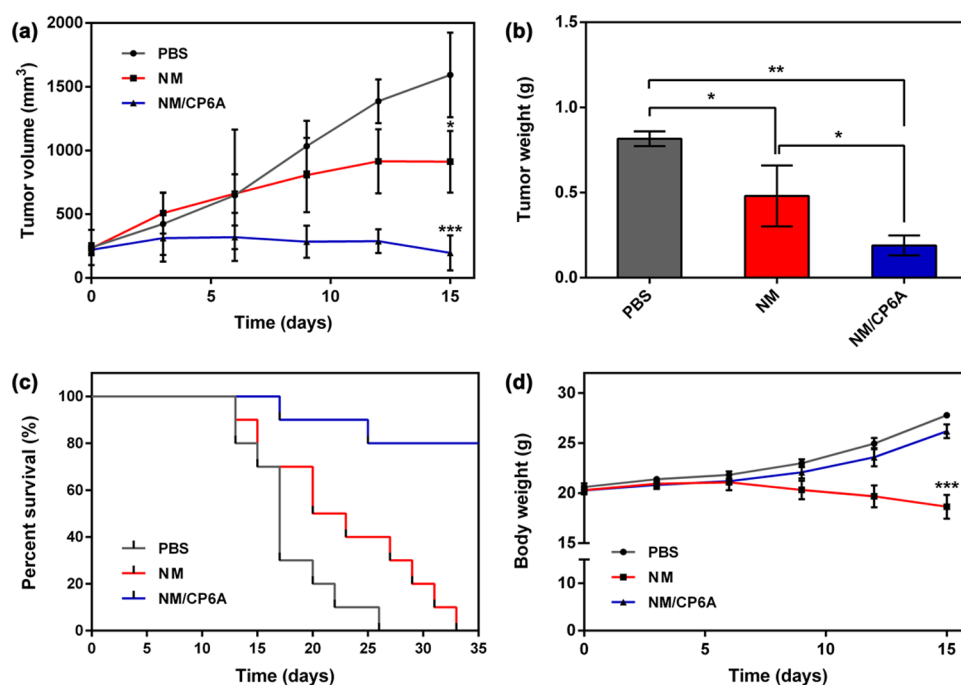 (a)
Tumor volume (mm³)
2000
1500
1000
500
0
PBS
NM
NM/CP6A
*
***
0 5 10 15
Time (days)
(b)
Tumor weight (g)
1.0
0.5
0.0
**
*
*
PBS
NM
NM/CP6A
(c)
Percent survival (%)
100
80
60
40
20
0
PBS
NM
NM/CP6A
0 5 10 15 20 25 30 35
Time (days)
(d)
Body weight (g)
30
25
20
15
10
0
***
PBS
NM
NM/CP6A
0 5 10 15
Time (days)